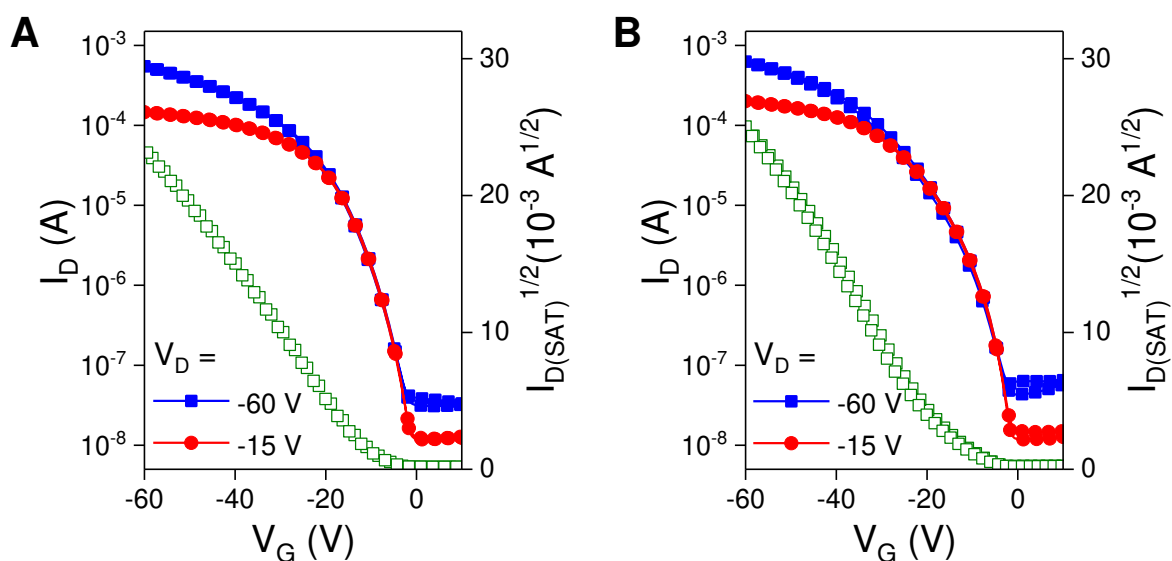 A
10⁻³
10⁻⁴
10⁻⁵
10⁻⁶
10⁻⁷
10⁻⁸
I_D (A)
V_D =
-60 V
-15 V
30
20
10
0
I_D(SAT)^1/2 (10⁻³ A^1/2)
-60 -40 -20 0
V_G (V)
B
10⁻³
10⁻⁴
10⁻⁵
10⁻⁶
10⁻⁷
10⁻⁸
I_D (A)
V_D =
-60 V
-15 V
30
20
10
0
I_D(SAT)^1/2 (10⁻³ A^1/2)
-60 -40 -20 0
V_G (V)